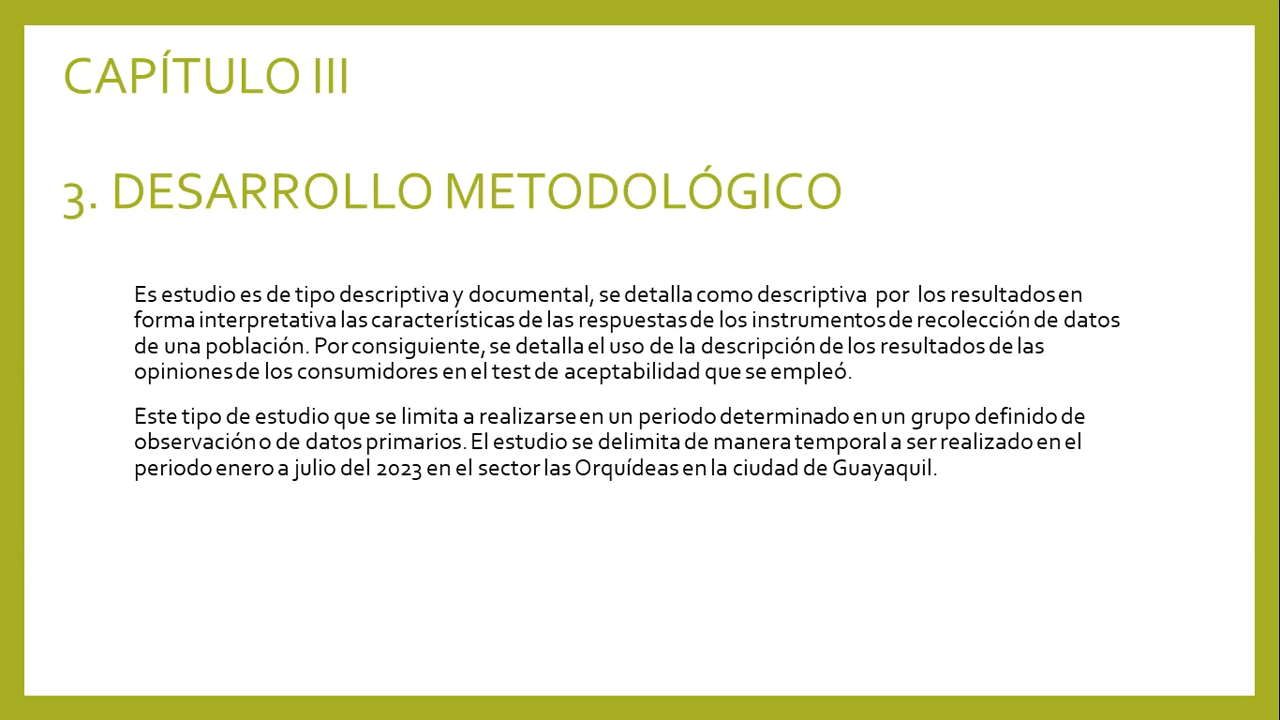 CAPÍTULO III
3. DESARROLLO METODOLÓGICO
Es estudio es de tipo descriptiva y documental, se detalla como descriptiva por los resultados en
forma interpretativa las características de las respuestas de los instrumentos de recolección de datos
de una población. Por consiguiente, se detalla el uso de la descripción de los resultados de las
opiniones de los consumidores en el test de aceptabilidad que se empleó.
Este tipo de estudio que se limita a realizarse en un periodo determinado en un grupo definido de
observación o de datos primarios. El estudio se delimita de manera temporal a ser realizado en el
periodo enero a julio del 2023 en el sector las Orquídeas en la ciudad de Guayaquil.